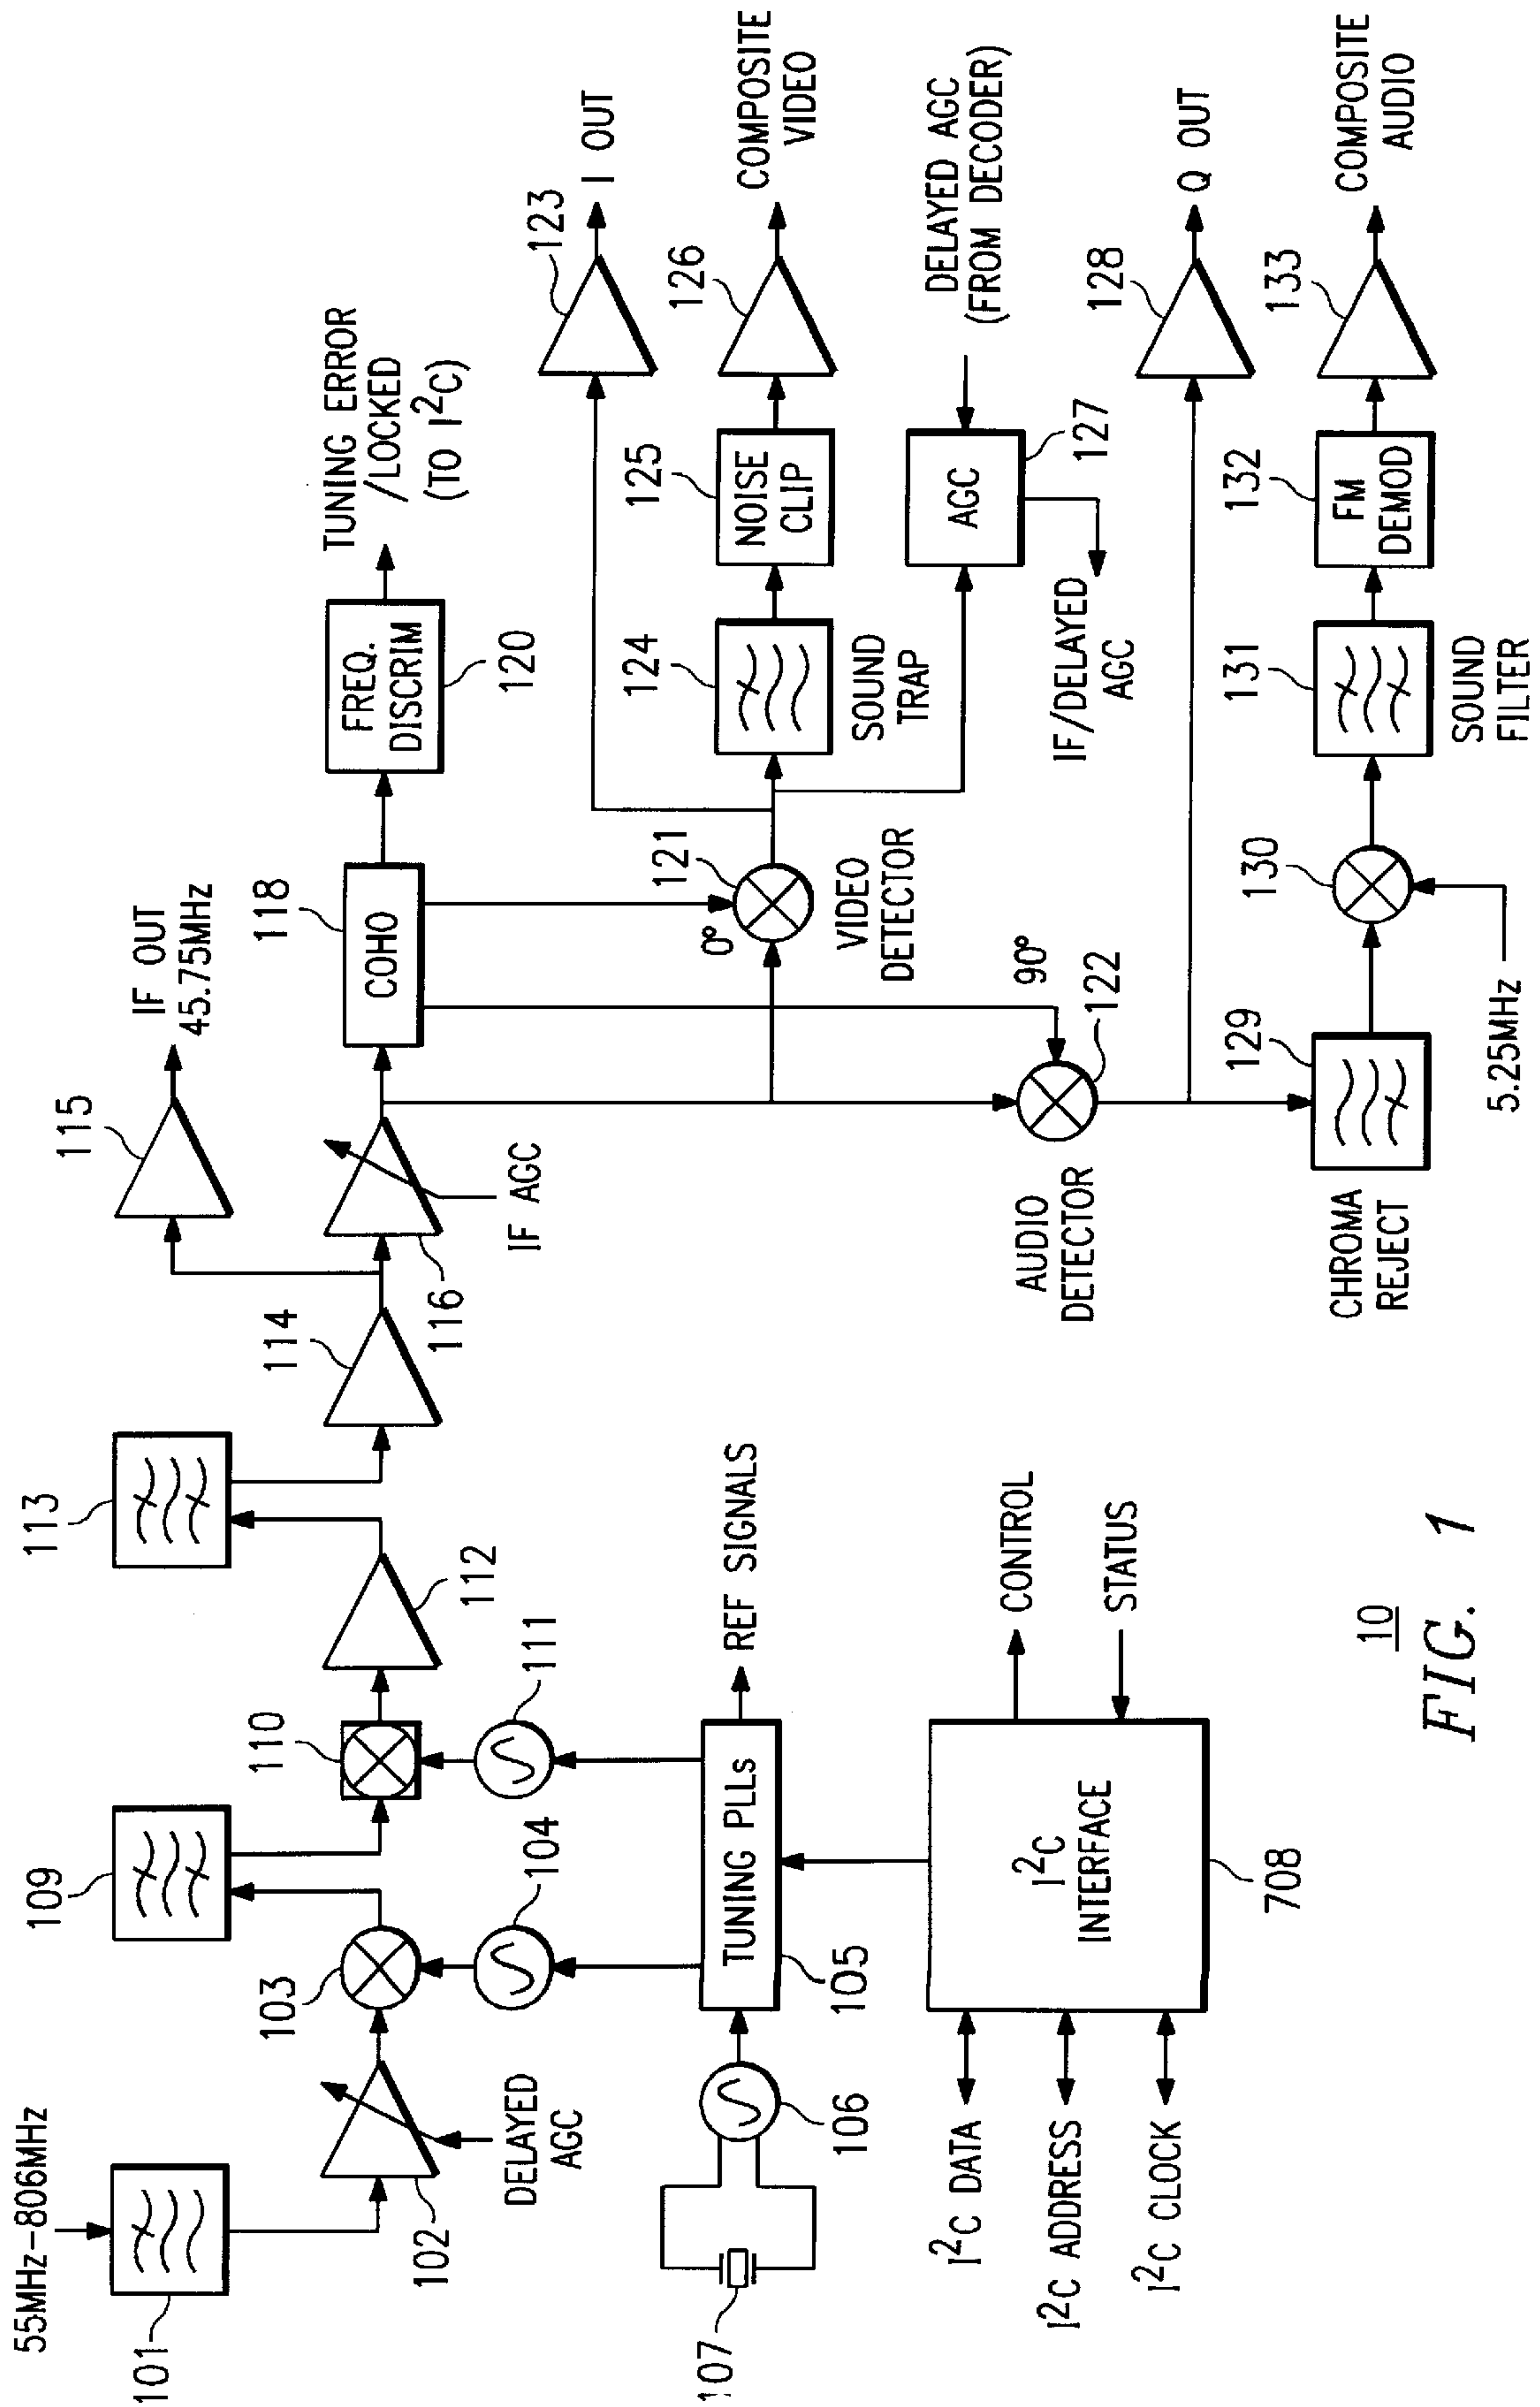 55MHz-806MHz
101
102
DELAYED
AGC
103
104
109
110
111
112
113
114
115
IF OUT
45.75MHz
116
IF AGC
118
COHO
FREQ.
DISCRIM
120
TUNING ERROR
/LOCKED
(TO I²C)
107
106
TUNING PLLs
105
REF SIGNALS
I²C DATA
I²C ADDRESS
I²C CLOCK
I²C
INTERFACE
708
CONTROL
STATUS
0°
121
VIDEO
DETECTOR
123
I OUT
124
SOUND
TRAP
125
NOISE
CLIP
126
COMPOSITE
VIDEO
AGC
127
DELAYED AGC
(FROM DECODER)
IF/DELAYED
AGC
90°
122
AUDIO
DETECTOR
128
Q OUT
129
CHROMA
REJECT
130
5.25MHz
131
SOUND
FILTER
132
FM
DEMOD
133
COMPOSITE
AUDIO
10
FIG. 1